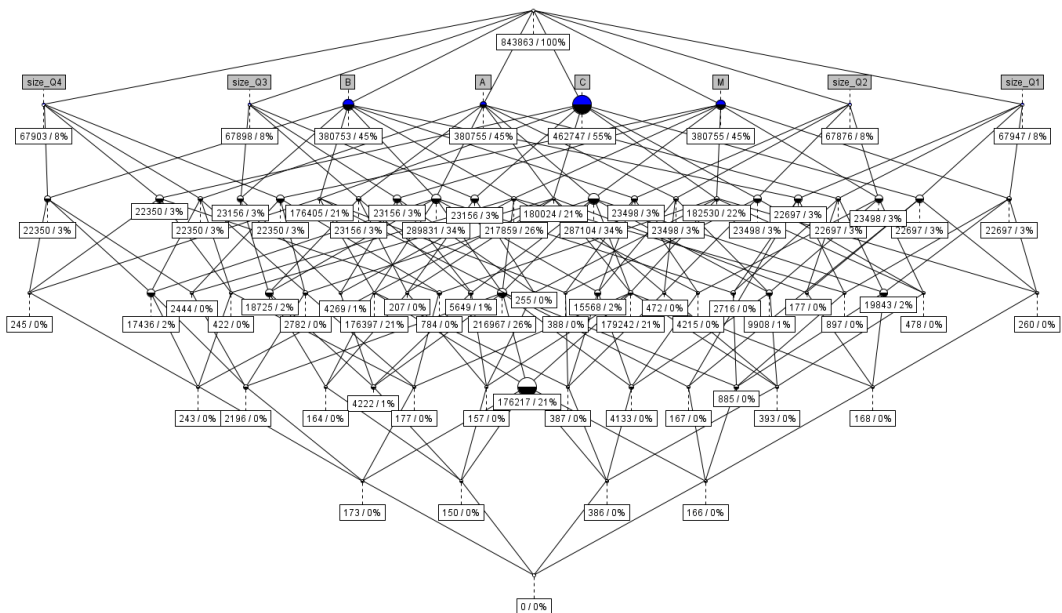 843863 / 100%
size_Q4
size_Q3
B
A
C
M
size_Q2
size_Q1
67903 / 8%
67898 / 8%
380753 / 45%
380755 / 45%
462747 / 55%
380755 / 45%
67876 / 8%
67947 / 8%
22350 / 3%
23156 / 3%
176405 / 21%
23156 / 3%
23156 / 3%
180024 / 21%
23498 / 3%
182530 / 22%
22697 / 3%
23498 / 3%
22350 / 3%
22350 / 3%
22350 / 3%
23156 / 3%
289831 / 34%
217859 / 26%
287104 / 34%
23498 / 3%
23498 / 3%
22697 / 3%
22697 / 3%
22697 / 3%
2444 / 0%
18725 / 2%
4269 / 1%
207 / 0%
5649 / 1%
255 / 0%
15568 / 2%
472 / 0%
2716 / 0%
177 / 0%
19843 / 2%
245 / 0%
17436 / 2%
422 / 0%
2782 / 0%
176397 / 21%
784 / 0%
216967 / 26%
388 / 0%
179242 / 21%
4215 / 0%
9908 / 1%
897 / 0%
478 / 0%
260 / 0%
4222 / 1%
176217 / 21%
885 / 0%
243 / 0%
2196 / 0%
164 / 0%
177 / 0%
157 / 0%
387 / 0%
4133 / 0%
167 / 0%
393 / 0%
168 / 0%
173 / 0%
150 / 0%
386 / 0%
166 / 0%
0 / 0%